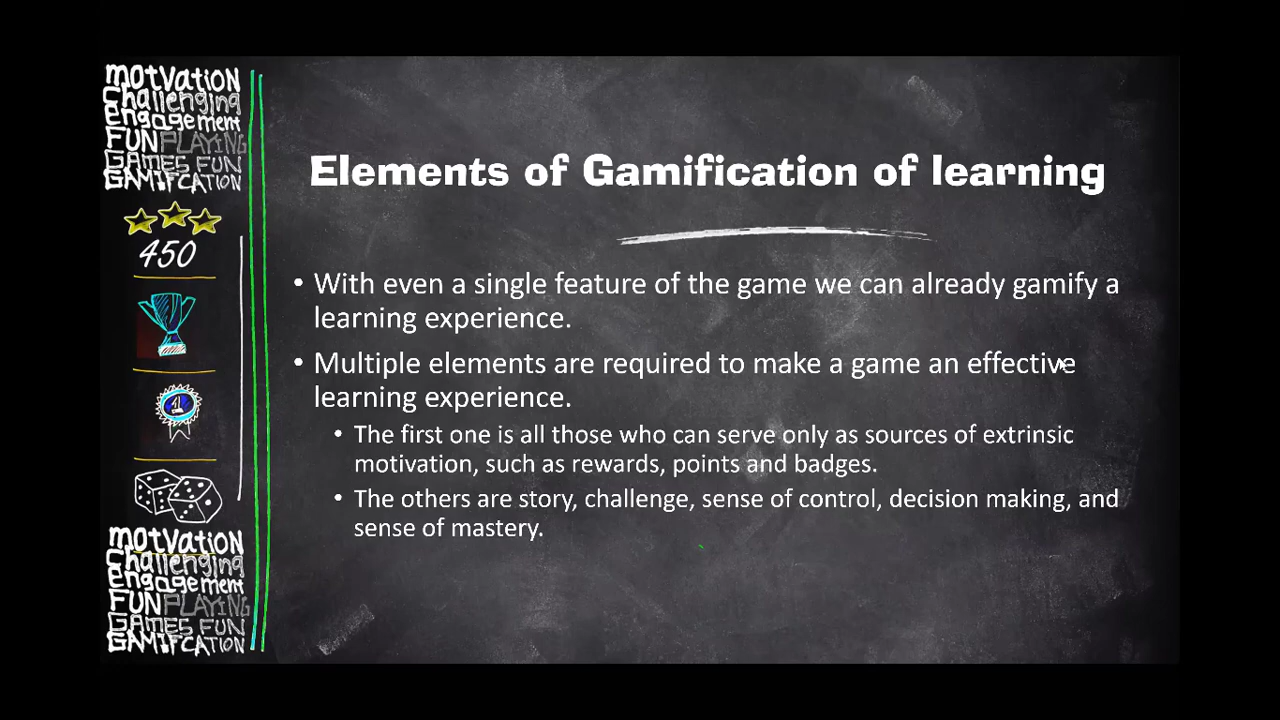 motvation
challenging
engagement
FUN PLAYING
GAMES FUN
GAMIFCATION
450
1
motvation
challenging
engagement
FUN PLAYING
GAMES FUN
GAMIFCATION
Elements of Gamification of learning
• With even a single feature of the game we can already gamify a
learning experience.
• Multiple elements are required to make a game an effective
learning experience.
• The first one is all those who can serve only as sources of extrinsic
motivation, such as rewards, points and badges.
• The others are story, challenge, sense of control, decision making, and
sense of mastery.